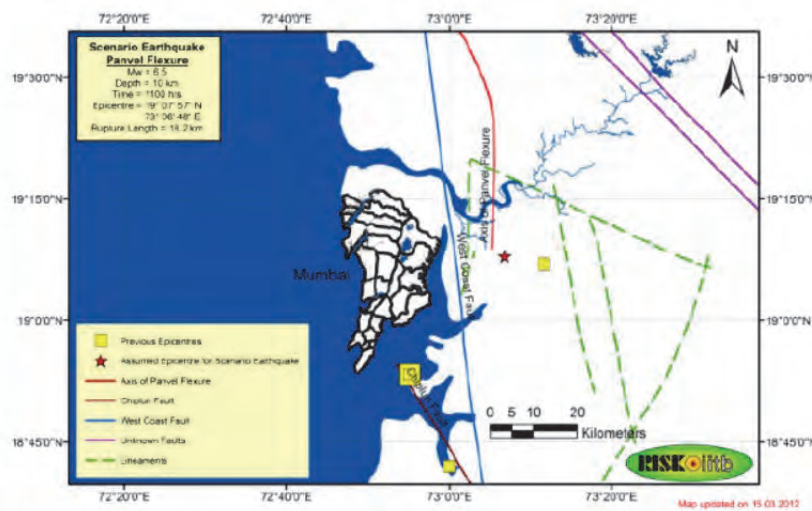 72°20'0"E 72°40'0"E 73°0'0"E 73°20'0"E
Scenario Earthquake
Panvel Flexure
Mw = 6.5
Depth = 10 km
Time = 1100 hrs
Epicentre = 19° 07' 57" N
73° 06' 48" E
Rupture Length = 18.2 km
N
19°30'0"N 19°30'0"N
19°15'0"N 19°15'0"N
19°0'0"N 19°0'0"N
18°45'0"N 18°45'0"N
Axis of Panvel Flexure
West Coast Fault
Mumbai
Chiplun Fault
Previous Epicentres
Assumed Epicentre for Scenario Earthquake
Axis of Panvel Flexure
Chiplun Fault
West Coast Fault
Unknown Faults
Lineaments
0 5 10 20
Kilometers
RISK itb
72°20'0"E 72°40'0"E 73°0'0"E 73°20'0"E
Map updated on 15.03.2012